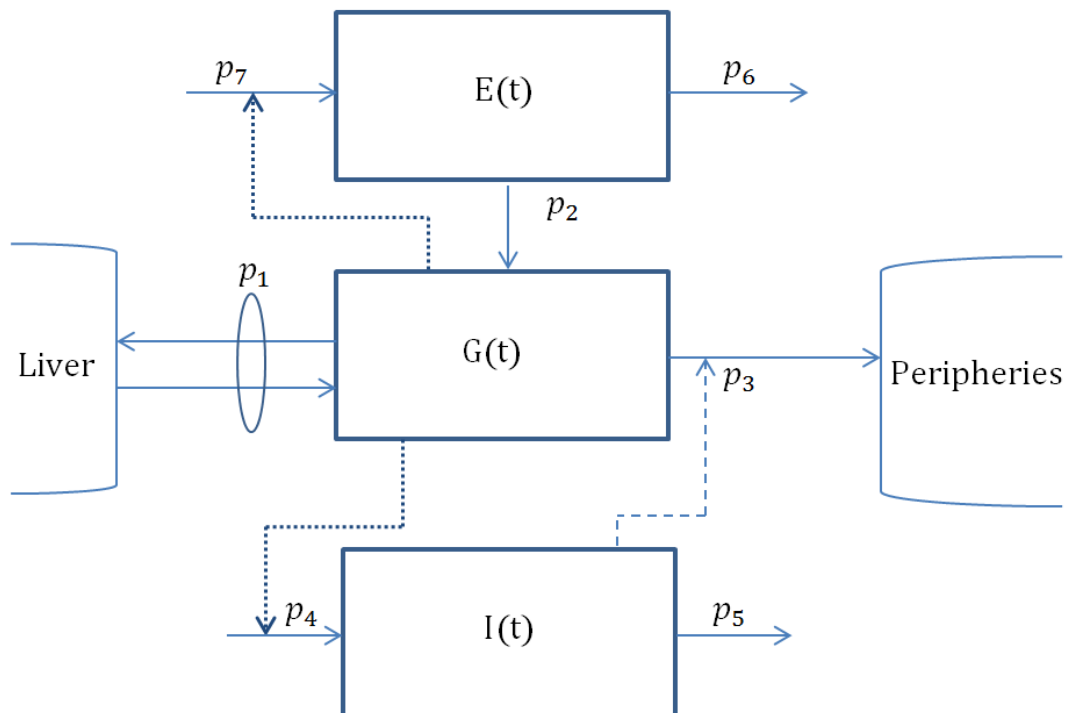 p₇
E(t)
p₆
p₂
p₁
Liver
G(t)
p₃
Peripheries
p₄
I(t)
p₅